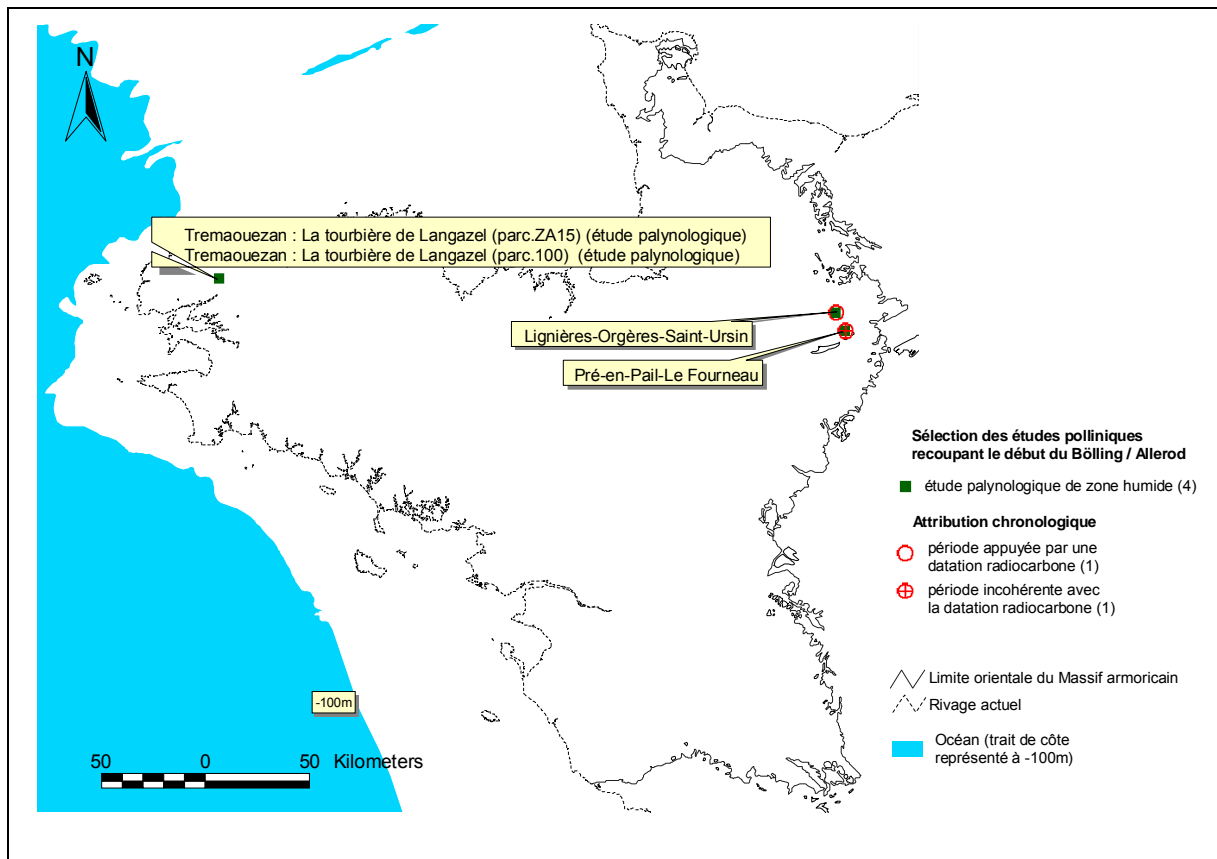 N
Tremaouezan : La tourbière de Langazel (parc.ZA15) (étude palynologique)
Tremaouezan : La tourbière de Langazel (parc.100) (étude palynologique)
Lignières-Orgères-Saint-Ursin
Pré-en-Pail-Le Fourneau
Sélection des études polliniques
recoupant le début du Bölling / Allerod
étude palynologique de zone humide (4)
Attribution chronologique
période appuyée par une
datation radiocarbone (1)
période incohérente avec
la datation radiocarbone (1)
Limite orientale du Massif armoricain
Rivage actuel
Océan (trait de côte
représenté à -100m)
-100m
50 0 50 Kilometers